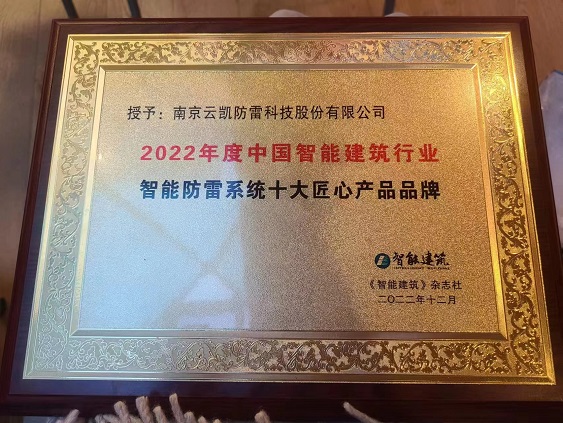 授予：南京云凯防雷科技股份有限公司
2022年度中国智能建筑行业
智能防雷系统十大匠心产品品牌
智能建筑
《智能建筑》杂志社
二〇二二年十二月